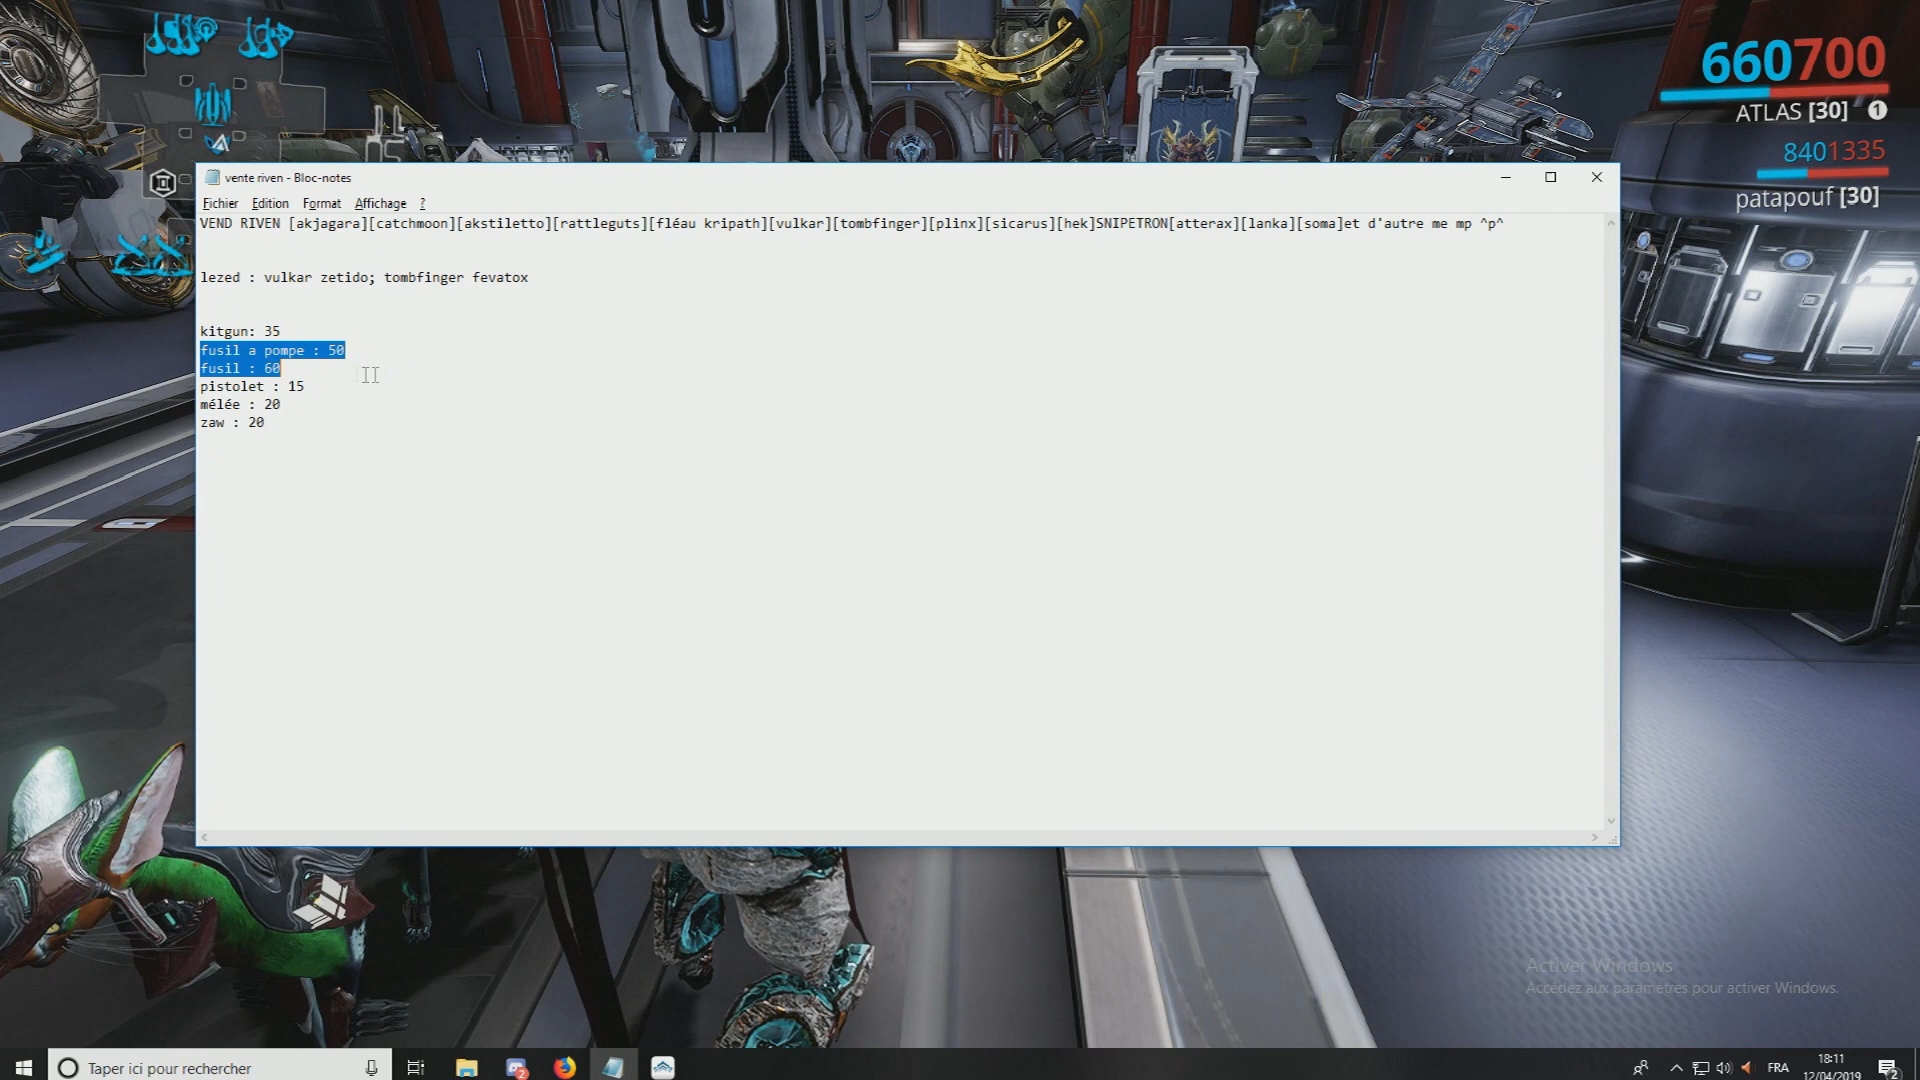 660700
ATLAS [30] 1
8401335
patapouf [30]
vente riven - Bloc-notes
Fichier Edition Format Affichage ?
VEND RIVEN [akjagara][catchmoon][akstiletto][rattleguts][fléau kripath][vulkar][tombfinger][plinx][sicarus][hek]SNIPETRON[atterax][lanka][soma]et d'autre me mp ^p^
lezed : vulkar zetido; tombfinger fevatox
kitgun: 35
fusil a pompe : 50
fusil : 60
pistolet : 15
mélée : 20
zaw : 20
Activer Windows
Accédez aux paramètres pour activer Windows.
Taper ici pour rechercher
2
FRA
18:11
12/04/2019
2